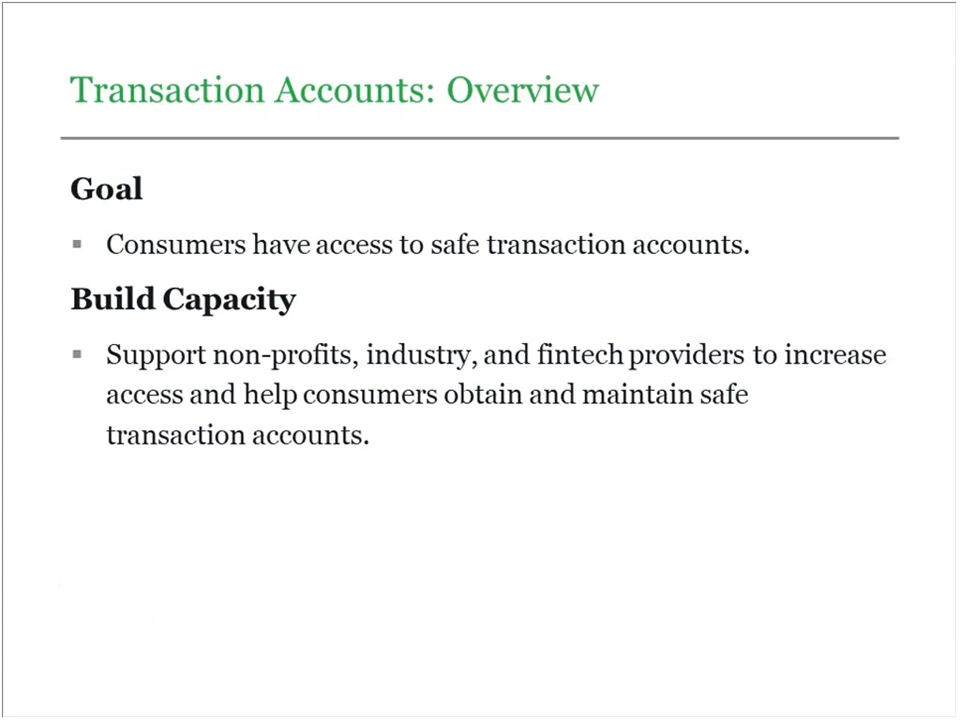 Transaction Accounts: Overview
Goal
▪ Consumers have access to safe transaction accounts.
Build Capacity
▪ Support non-profits, industry, and fintech providers to increase
access and help consumers obtain and maintain safe
transaction accounts.